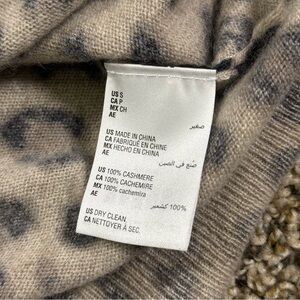 US S
CA P
MX CH
AE
صغير
US MADE IN CHINA
CA FABRIQUÉ EN CHINE
MX HECHO EN CHINA
AE
صُنع في الصين
US 100% CASHMERE
CA 100% CACHEMIRE
MX 100% cachemira
AE
100% كشمير
US DRY CLEAN
CA NETTOYER À SEC.